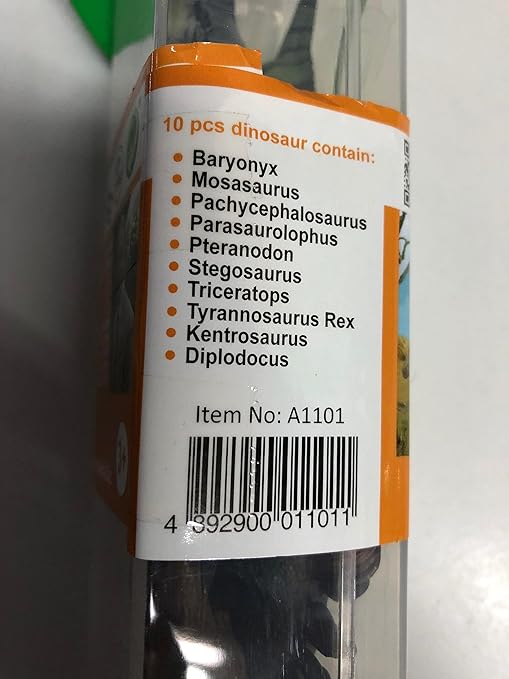 10 pcs dinosaur contain:
• Baryonyx
• Mosasaurus
• Pachycephalosaurus
• Parasaurolophus
• Pteranodon
• Stegosaurus
• Triceratops
• Tyrannosaurus Rex
• Kentrosaurus
• Diplodocus
Item No: A1101
4 892900 011011